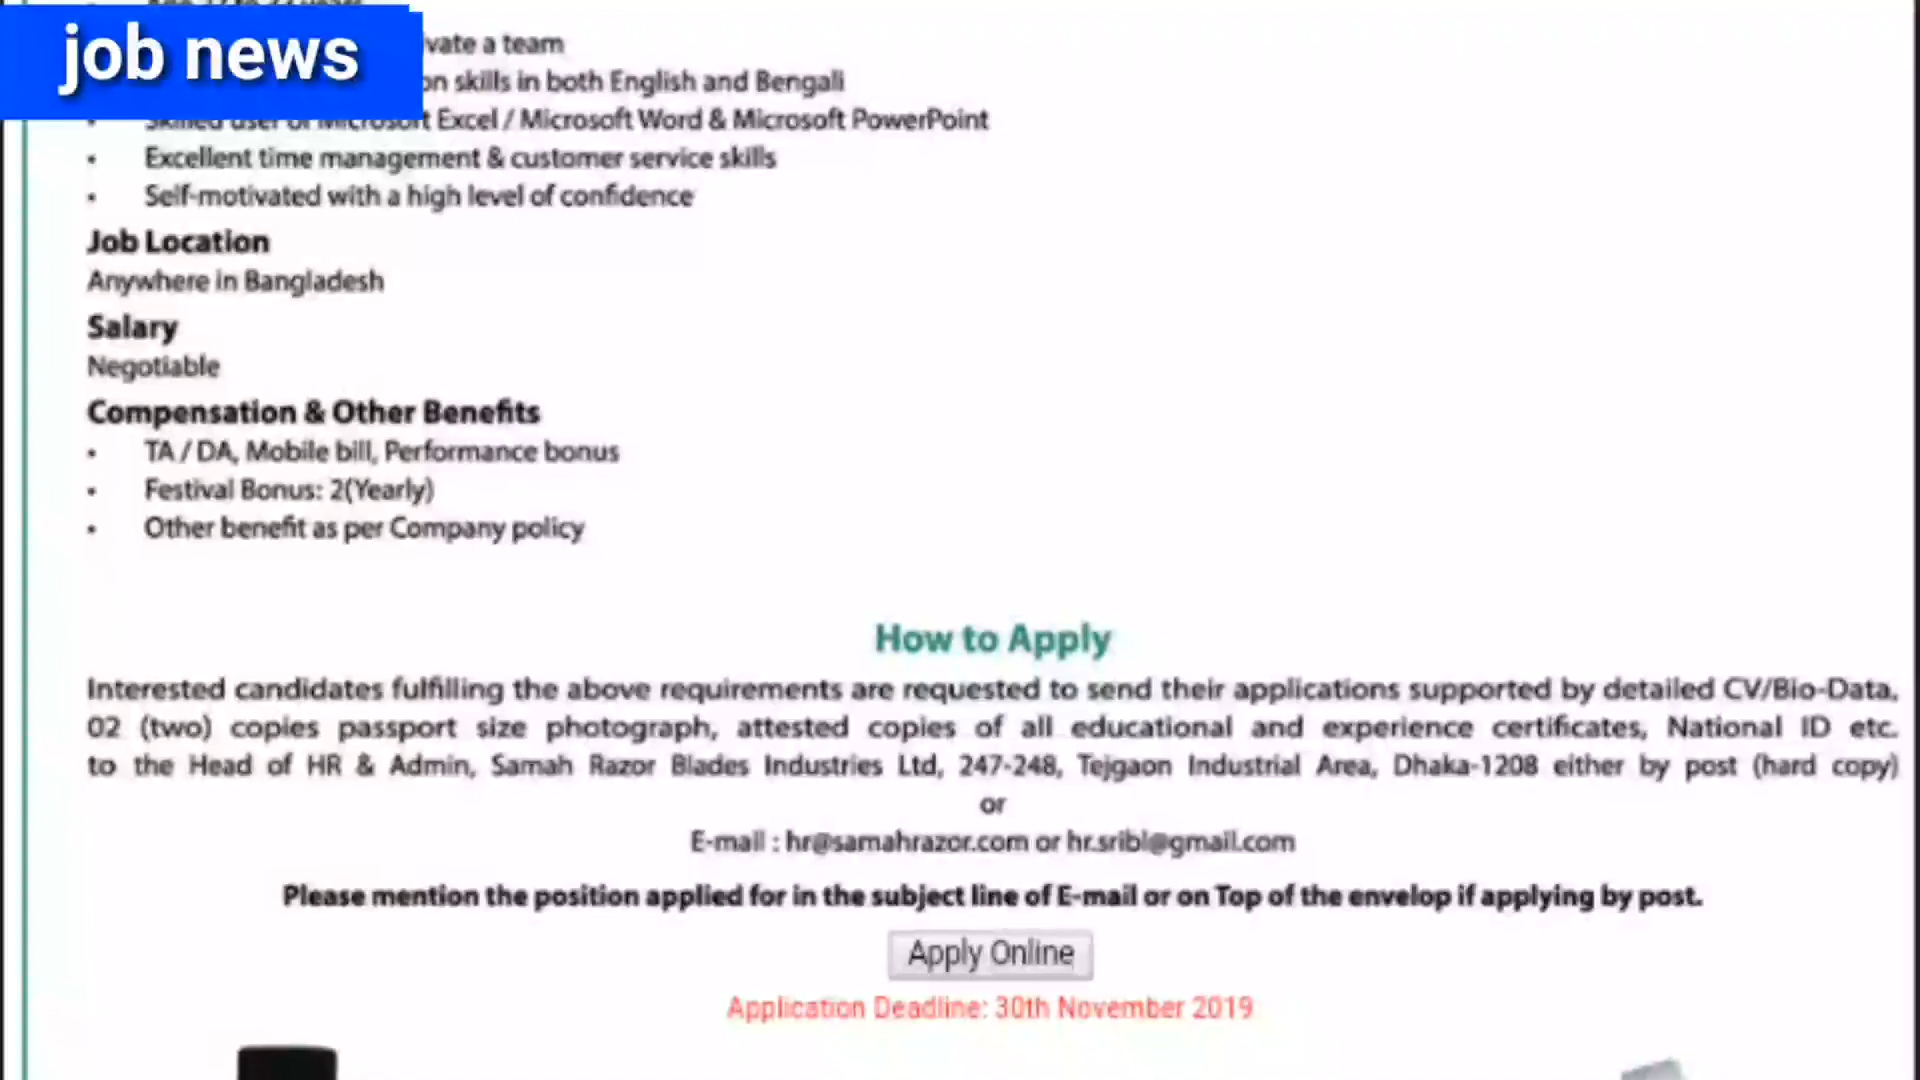 job news
vate a team
on skills in both English and Bengali
Skilled user of Microsoft Excel / Microsoft Word & Microsoft PowerPoint
• Excellent time management & customer service skills
• Self-motivated with a high level of confidence
Job Location
Anywhere in Bangladesh
Salary
Negotiable
Compensation & Other Benefits
• TA / DA, Mobile bill, Performance bonus
• Festival Bonus: 2(Yearly)
• Other benefit as per Company policy
How to Apply
Interested candidates fulfilling the above requirements are requested to send their applications supported by detailed CV/Bio-Data,
02 (two) copies passport size photograph, attested copies of all educational and experience certificates, National ID etc.
to the Head of HR & Admin, Samah Razor Blades Industries Ltd, 247-248, Tejgaon Industrial Area, Dhaka-1208 either by post (hard copy)
or
E-mail : hr@samahrazor.com or hr.sribl@gmail.com
Please mention the position applied for in the subject line of E-mail or on Top of the envelop if applying by post.
Apply Online
Application Deadline: 30th November 2019